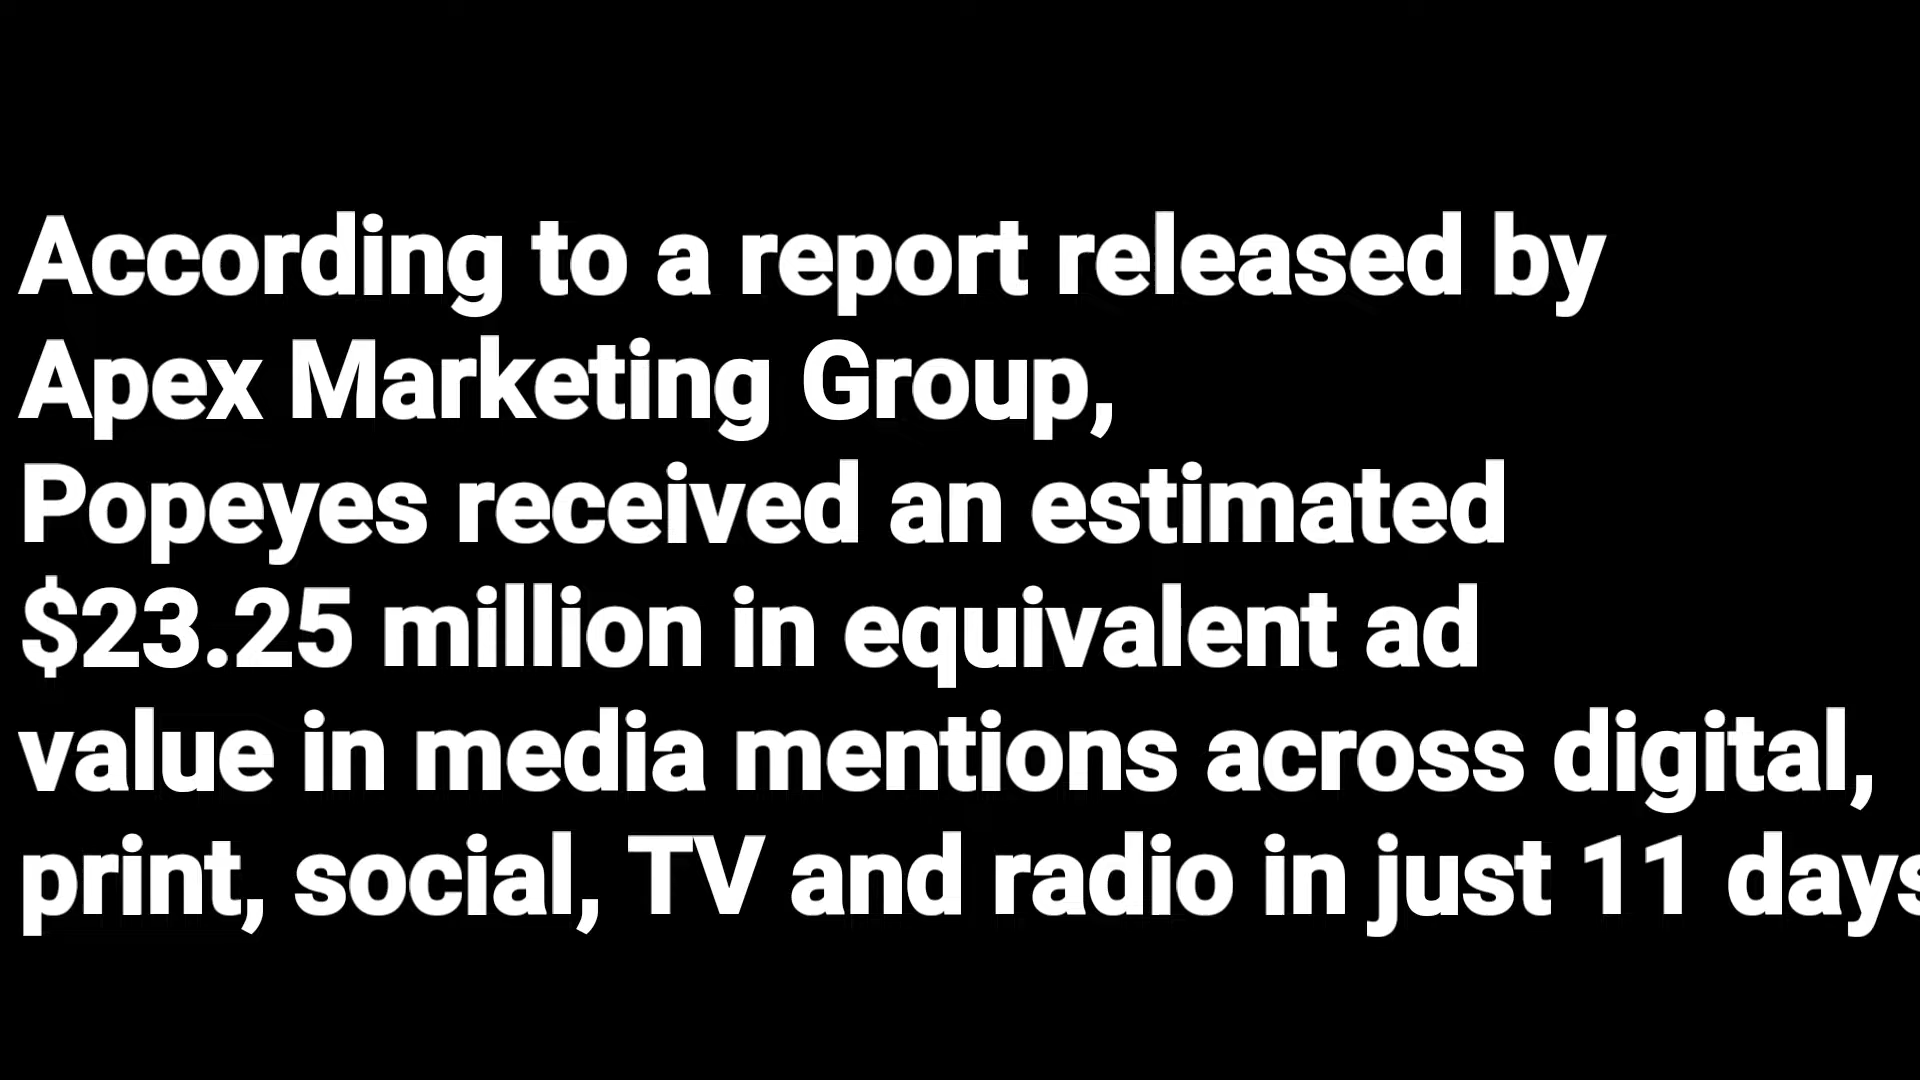 According to a report released by
Apex Marketing Group,
Popeyes received an estimated
$23.25 million in equivalent ad
value in media mentions across digital,
print, social, TV and radio in just 11 days